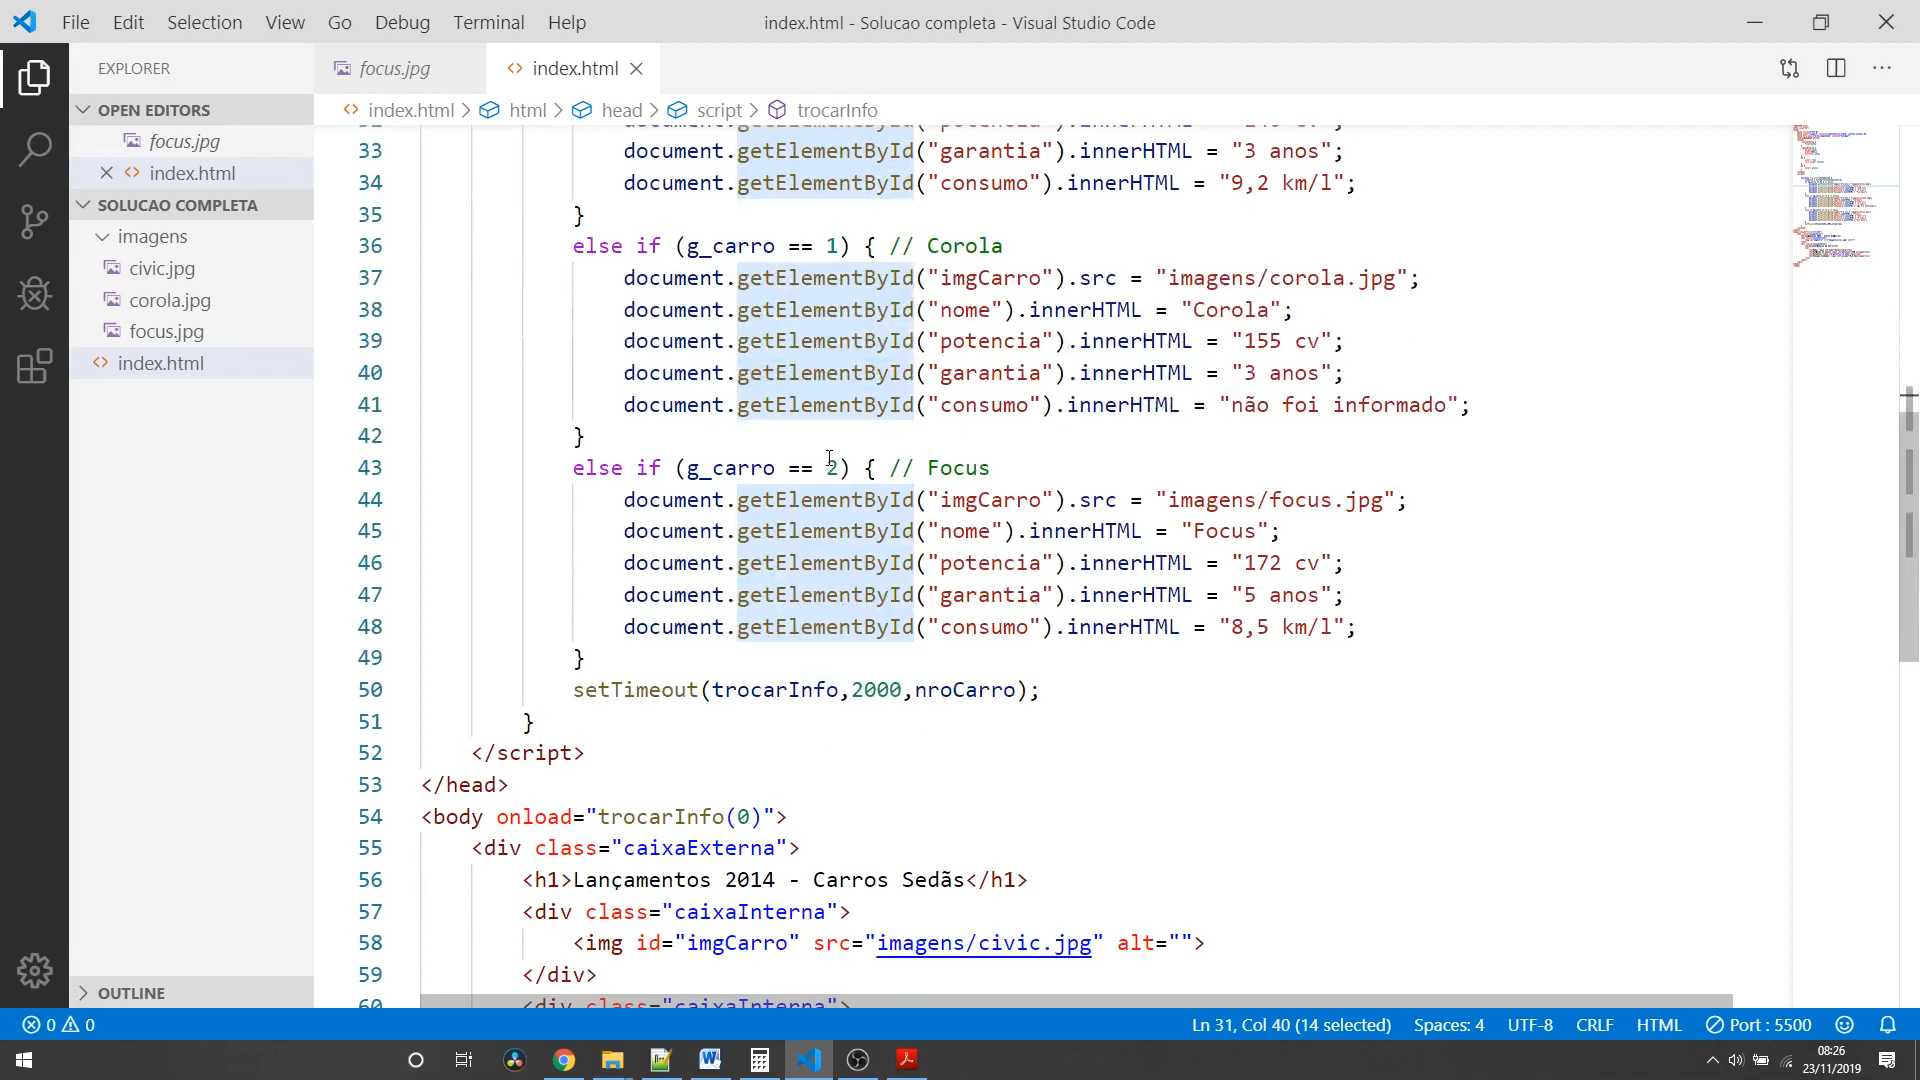 File Edit Selection View Go Debug Terminal Help
index.html - Solucao completa - Visual Studio Code
EXPLORER
focus.jpg
index.html
OPEN EDITORS
focus.jpg
index.html
SOLUCAO COMPLETA
imagens
civic.jpg
corola.jpg
focus.jpg
index.html
OUTLINE
index.html > html > head > script > trocarInfo
33 document.getElementById("garantia").innerHTML = "3 anos";
34 document.getElementById("consumo").innerHTML = "9,2 km/l";
35 }
36 else if (g_carro == 1) { // Corola
37 document.getElementById("imgCarro").src = "imagens/corola.jpg";
38 document.getElementById("nome").innerHTML = "Corola";
39 document.getElementById("potencia").innerHTML = "155 cv";
40 document.getElementById("garantia").innerHTML = "3 anos";
41 document.getElementById("consumo").innerHTML = "não foi informado";
42 }
43 else if (g_carro == 2) { // Focus
44 document.getElementById("imgCarro").src = "imagens/focus.jpg";
45 document.getElementById("nome").innerHTML = "Focus";
46 document.getElementById("potencia").innerHTML = "172 cv";
47 document.getElementById("garantia").innerHTML = "5 anos";
48 document.getElementById("consumo").innerHTML = "8,5 km/l";
49 }
50 setTimeout(trocarInfo,2000,nroCarro);
51 }
52 </script>
53 </head>
54 <body onload="trocarInfo(0)">
55 <div class="caixaExterna">
56 <h1>Lançamentos 2014 - Carros Sedãs</h1>
57 <div class="caixaInterna">
58 <img id="imgCarro" src="imagens/civic.jpg" alt="">
59 </div>
60 <div class="caixaInterna">
0 0 Ln 31, Col 40 (14 selected) Spaces: 4 UTF-8 CRLF HTML Port : 5500
08:26
23/11/2019